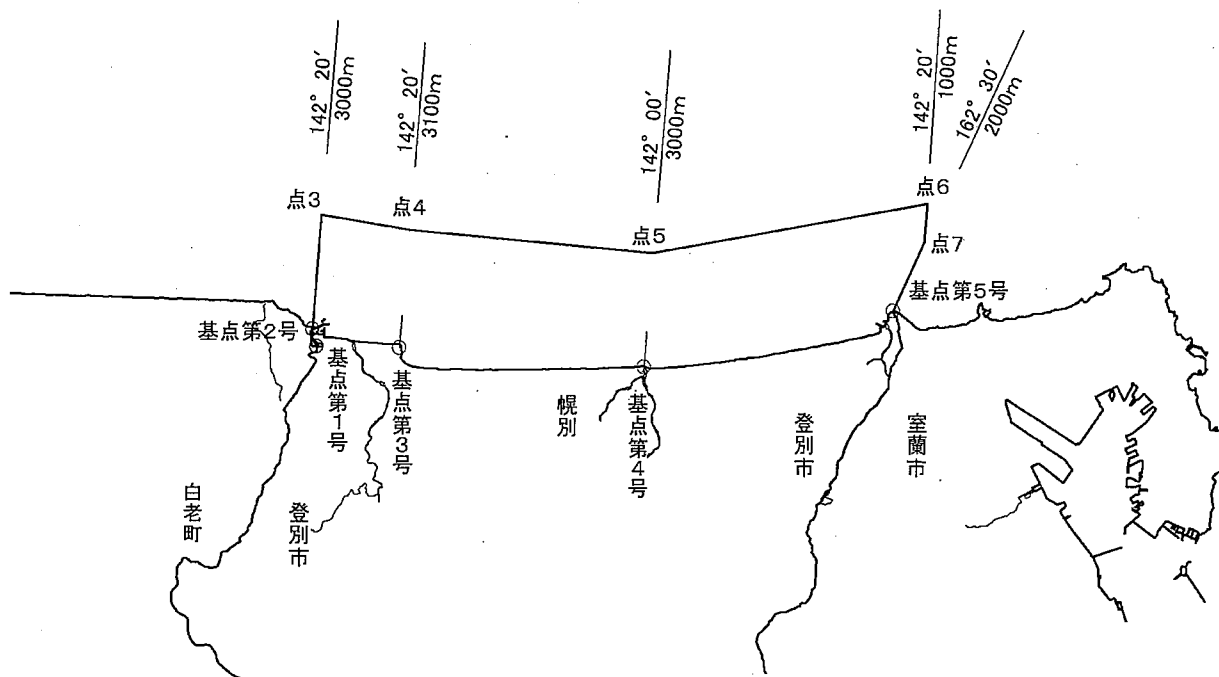 142° 20′
3000m
142° 20′
3100m
142° 00′
3000m
142° 20′
1000m
162° 30′
2000m
点3
点4
点5
点6
点7
基点第5号
基点第2号
基点第1号
基点第3号
幌別
基点第4号
登別市
室蘭市
白老町
登別市